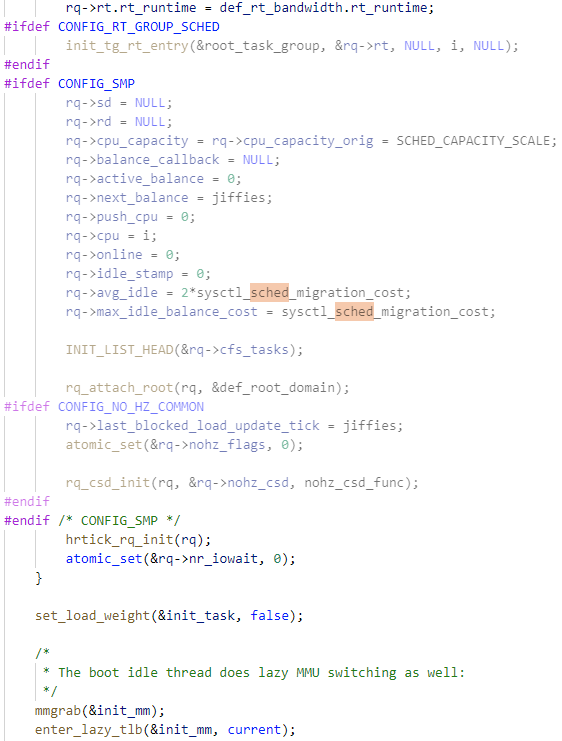 rq->rt.rt_runtime = def_rt_bandwidth.rt_runtime;
#ifdef CONFIG_RT_GROUP_SCHED
init_tg_rt_entry(&root_task_group, &rq->rt, NULL, i, NULL);
#endif
#ifdef CONFIG_SMP
rq->sd = NULL;
rq->rd = NULL;
rq->cpu_capacity = rq->cpu_capacity_orig = SCHED_CAPACITY_SCALE;
rq->balance_callback = NULL;
rq->active_balance = 0;
rq->next_balance = jiffies;
rq->push_cpu = 0;
rq->cpu = i;
rq->online = 0;
rq->idle_stamp = 0;
rq->avg_idle = 2*sysctl_sched_migration_cost;
rq->max_idle_balance_cost = sysctl_sched_migration_cost;
INIT_LIST_HEAD(&rq->cfs_tasks);
rq_attach_root(rq, &def_root_domain);
#ifdef CONFIG_NO_HZ_COMMON
rq->last_blocked_load_update_tick = jiffies;
atomic_set(&rq->nohz_flags, 0);
rq_csd_init(rq, &rq->nohz_csd, nohz_csd_func);
#endif
#endif /* CONFIG_SMP */
hrtick_rq_init(rq);
atomic_set(&rq->nr_iowait, 0);
}
set_load_weight(&init_task, false);
/*
* The boot idle thread does lazy MMU switching as well:
*/
mmgrab(&init_mm);
enter_lazy_tlb(&init_mm, current);